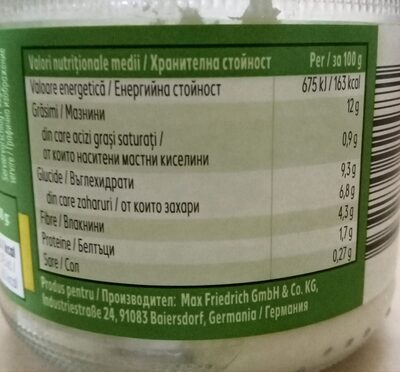 Valori nutriționale medii / Хранителна стойност Per / за 100 g
Valoare energetică / Енергийна стойност 675 kJ / 163 kcal
Grăsimi / Мазнини 12 g
din care acizi grași saturați /
от които наситени мастни киселини 0,9 g
Glucide / Въглехидрати 9,3 g
din care zaharuri / от които захари 6,8 g
Fibre / Влакнини 4,3 g
Proteine / Белтъци 1,7 g
Sare / Сол 0,27 g
Produs pentru / Производител: Max Friedrich GmbH & Co. KG,
Industriestraße 24, 91083 Baiersdorf, Germania / Германия